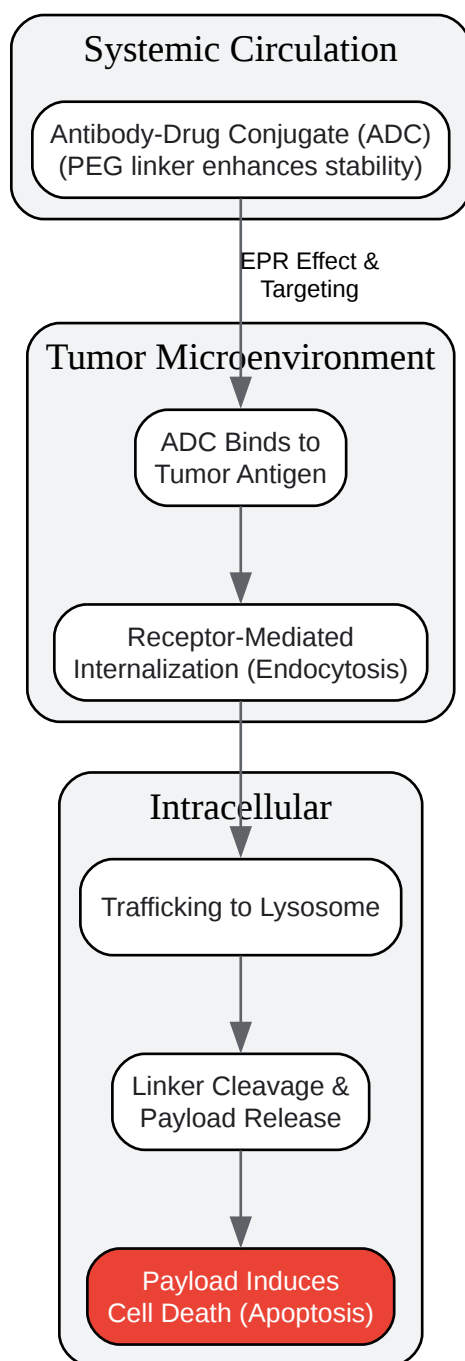 Systemic Circulation
Antibody-Drug Conjugate (ADC)
(PEG linker enhances stability)
EPR Effect &
Targeting
Tumor Microenvironment
ADC Binds to
Tumor Antigen
Receptor-Mediated
Internalization (Endocytosis)
Intracellular
Trafficking to Lysosome
Linker Cleavage &
Payload Release
Payload Induces
Cell Death (Apoptosis)